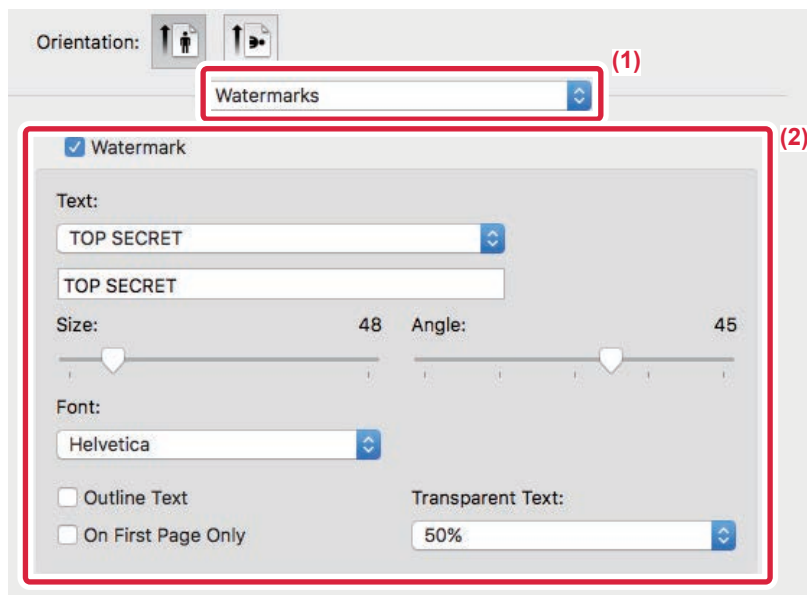 Orientation:
(1)
Watermarks
(2)
Watermark
Text:
TOP SECRET
TOP SECRET
Size: 48 Angle: 45
Font:
Helvetica
Outline Text Transparent Text:
On First Page Only 50%